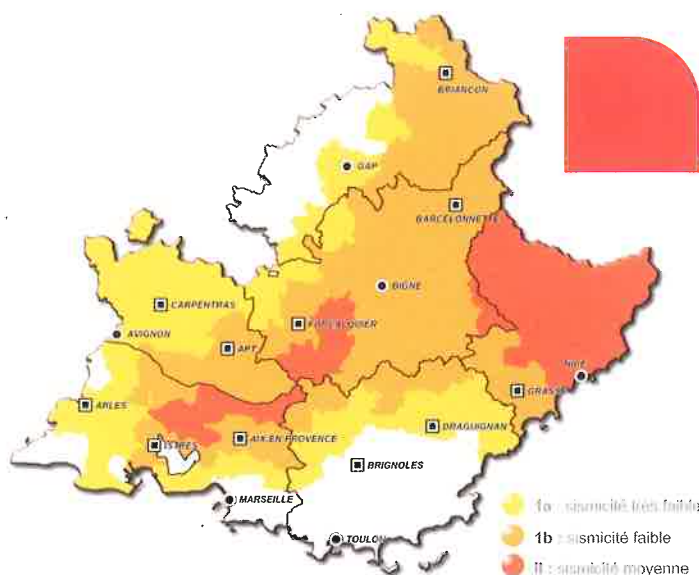 BRIANCON
GAP
BARCELONNETTE
DIGNE
CARPENTRAS
FORCALQUIER
AVIGNON
APT
NICE
GRASSE
ARLES
DRAGUIGNAN
ISTRES
AIX EN PROVENCE
BRIGNOLES
MARSEILLE
TOULON
1a : sismicité très faible
1b : sismicité faible
II : sismicité moyenne